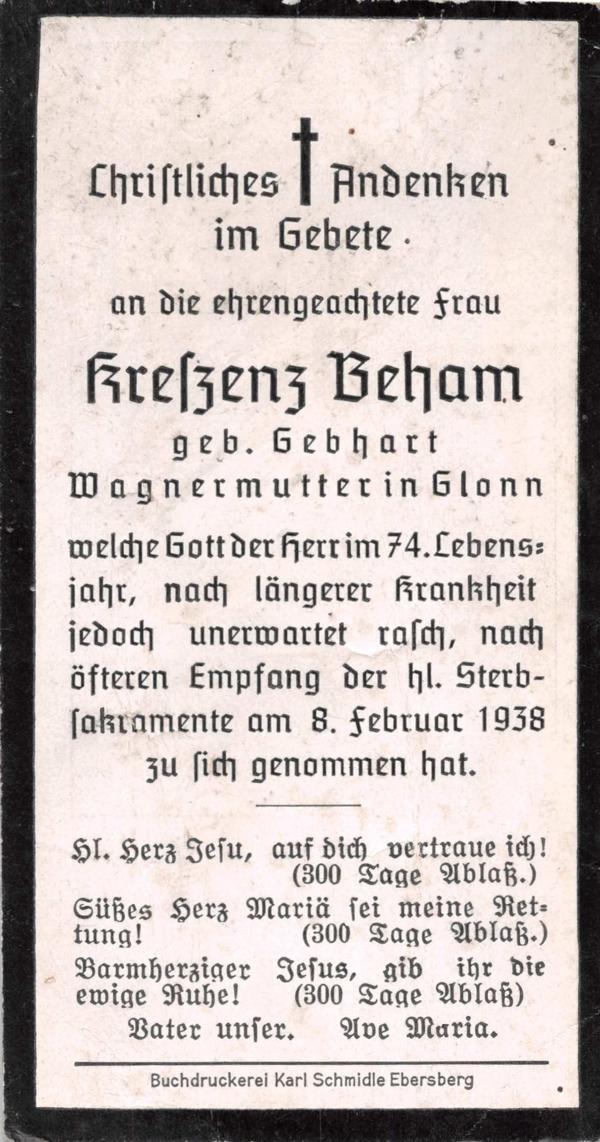 Christliches Andenken
im Gebete
an die ehrengeachtete Frau
Kreszenz Beham
geb. Gebhart
Wagnermutter in Glonn
welche Gott der Herr im 74. Lebens-
jahr, nach längerer Krankheit
jedoch unerwartet rasch, nach
öfteren Empfang der hl. Sterb-
sakramente am 8. Februar 1938
zu sich genommen hat.
Hl. Herz Jesu, auf dich vertraue ich!
(300 Tage Ablaß.)
Süßes Herz Mariä sei meine Ret-
tung! (300 Tage Ablaß.)
Barmherziger Jesus, gib ihr die
ewige Ruhe! (300 Tage Ablaß)
Vater unser. Ave Maria.
Buchdruckerei Karl Schmidle Ebersberg